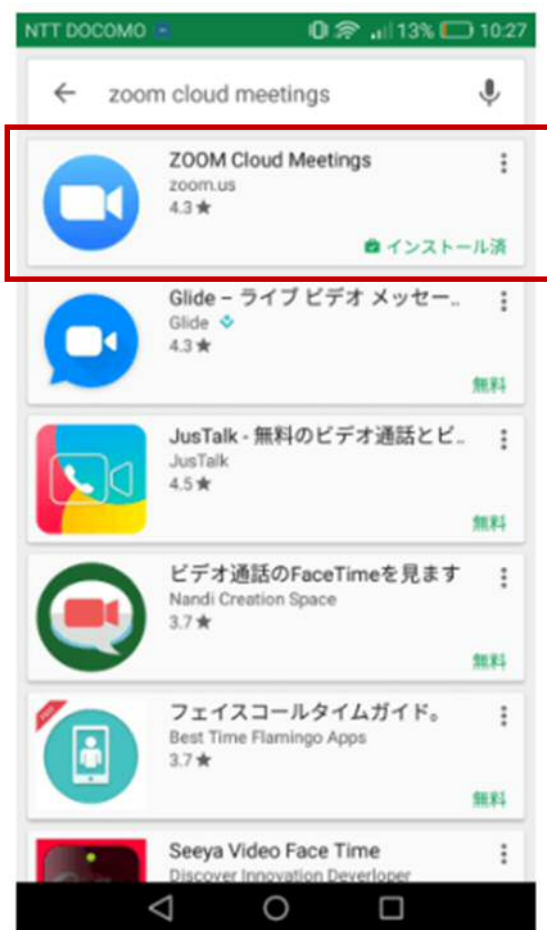 NTT DOCOMO 13% 10:27
zoom cloud meetings
ZOOM Cloud Meetings
zoom.us
4.3★
インストール済
Glide – ライブ ビデオ メッセー..
Glide
4.3★
無料
JusTalk - 無料のビデオ通話とビ..
JusTalk
4.5★
無料
ビデオ通話のFaceTimeを見ます
Nandi Creation Space
3.7★
無料
フェイスコールタイムガイド。
Best Time Flamingo Apps
3.7★
無料
Seeya Video Face Time
Discover Innovation Deverloper